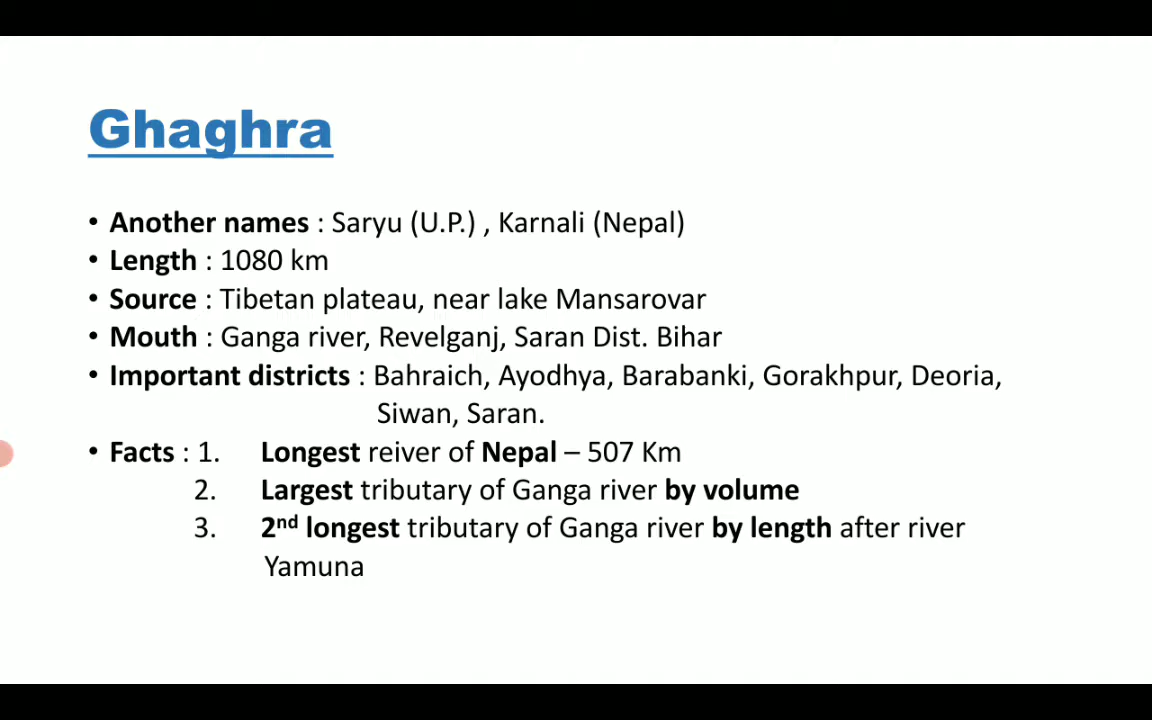 Ghaghra
• Another names : Saryu (U.P.) , Karnali (Nepal)
• Length : 1080 km
• Source : Tibetan plateau, near lake Mansarovar
• Mouth : Ganga river, Revelganj, Saran Dist. Bihar
• Important districts : Bahraich, Ayodhya, Barabanki, Gorakhpur, Deoria,
Siwan, Saran.
• Facts : 1. Longest reiver of Nepal – 507 Km
2. Largest tributary of Ganga river by volume
3. 2nd longest tributary of Ganga river by length after river
Yamuna